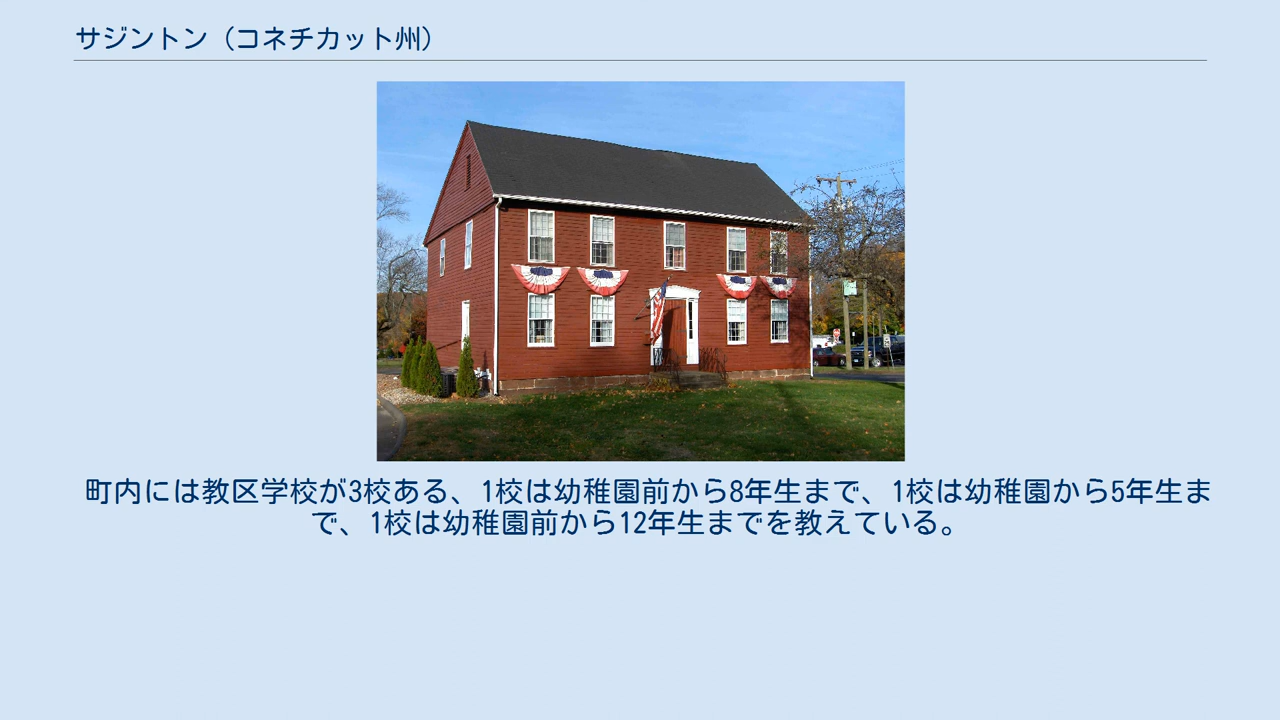 サジントン（コネチカット州）
町内には教区学校が3校ある、1校は幼稚園前から8年生まで、1校は幼稚園から5年生ま
で、1校は幼稚園前から12年生までを教えている。